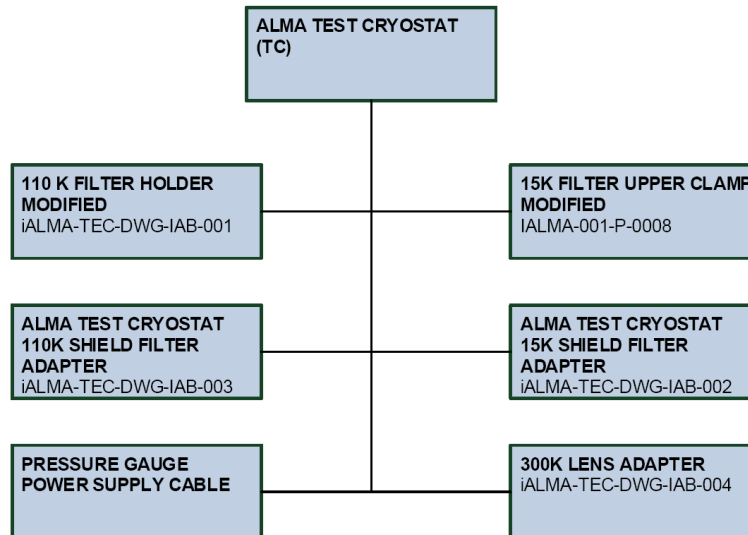 ALMA TEST CRYOSTAT
(TC)
110 K FILTER HOLDER
MODIFIED
iALMA-TEC-DWG-IAB-001
15K FILTER UPPER CLAMP
MODIFIED
IALMA-001-P-0008
ALMA TEST CRYOSTAT
110K SHIELD FILTER
ADAPTER
iALMA-TEC-DWG-IAB-003
ALMA TEST CRYOSTAT
15K SHIELD FILTER
ADAPTER
iALMA-TEC-DWG-IAB-002
PRESSURE GAUGE
POWER SUPPLY CABLE
300K LENS ADAPTER
iALMA-TEC-DWG-IAB-004